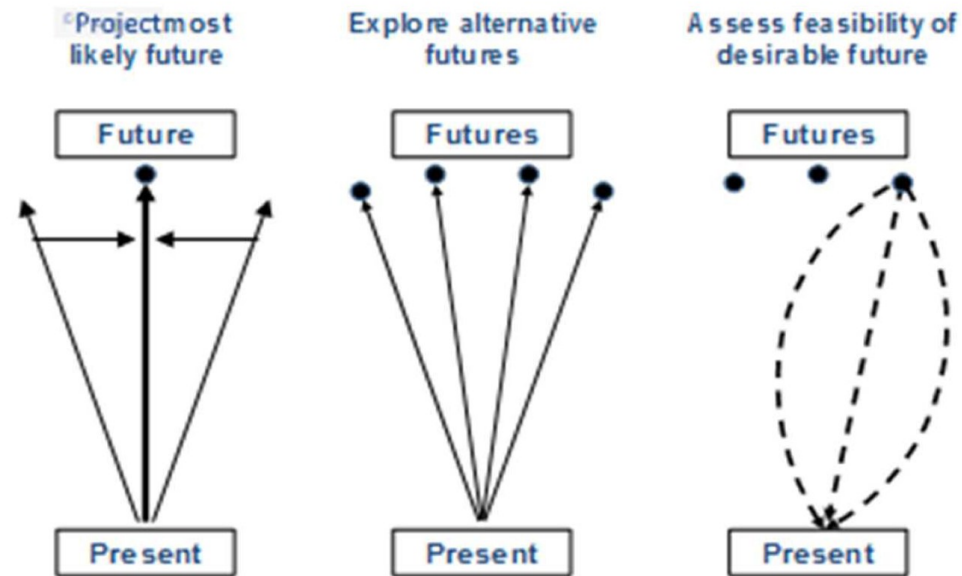 ©Projectmost
likely future
Explore alternative
futures
Assess feasibility of
desirable future
Future
Futures
Futures
Present
Present
Present